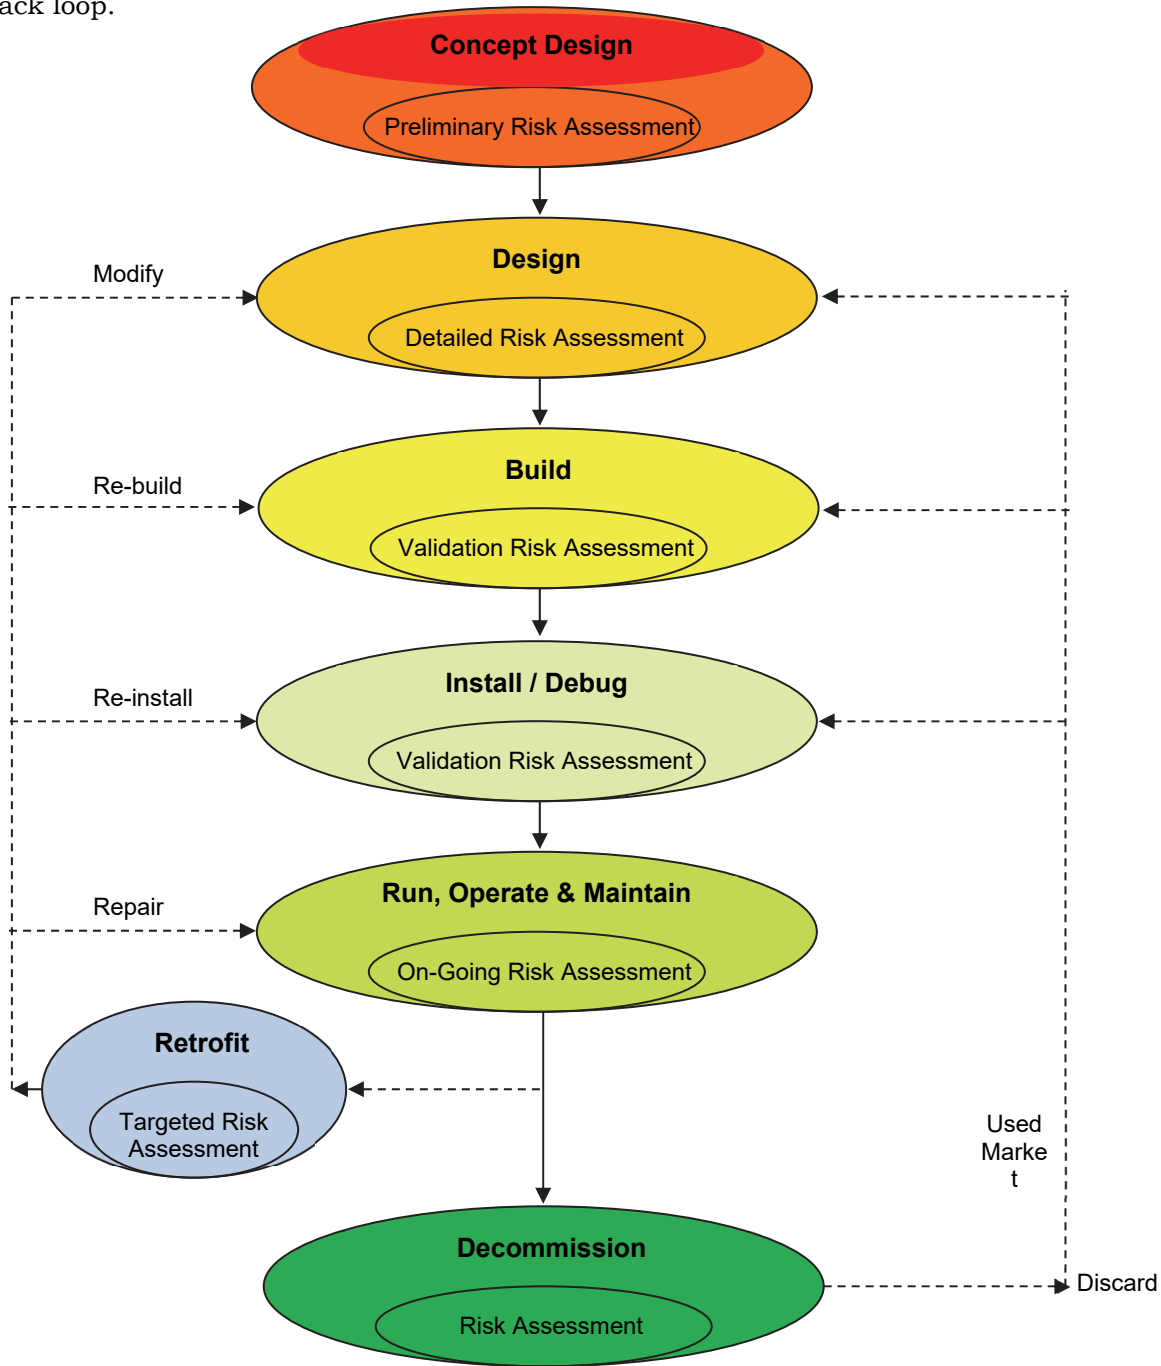 ack loop.
Concept Design
Preliminary Risk Assessment
Design
Modify
Detailed Risk Assessment
Build
Re-build
Validation Risk Assessment
Install / Debug
Re-install
Validation Risk Assessment
Run, Operate & Maintain
Repair
On-Going Risk Assessment
Retrofit
Targeted Risk
Assessment
Used
Marke
t
Decommission
Discard
Risk Assessment